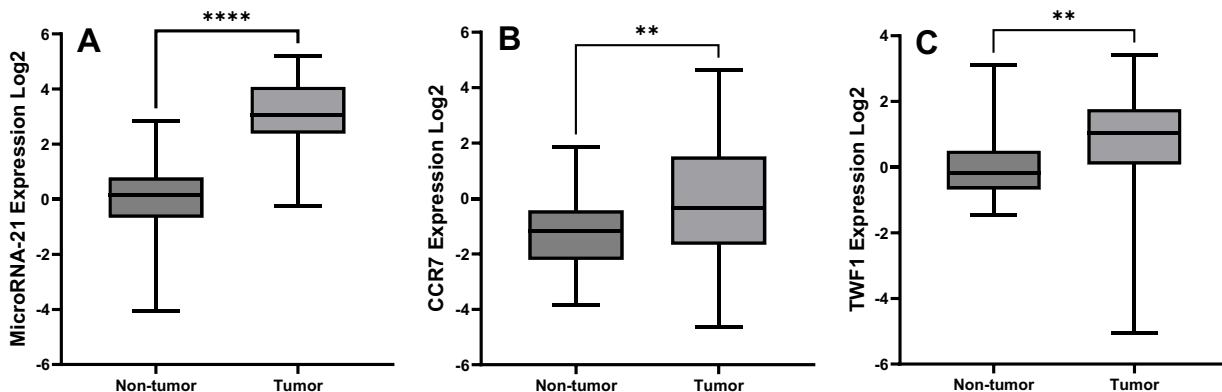 A
****
MicroRNA-21 Expression Log2
6
4
2
0
-2
-4
-6
Non-tumor
Tumor
B
**
CCR7 Expression Log2
6
4
2
0
-2
-4
-6
Non-tumor
Tumor
C
**
TWF1 Expression Log2
4
2
0
-2
-4
-6
Non-tumor
Tumor